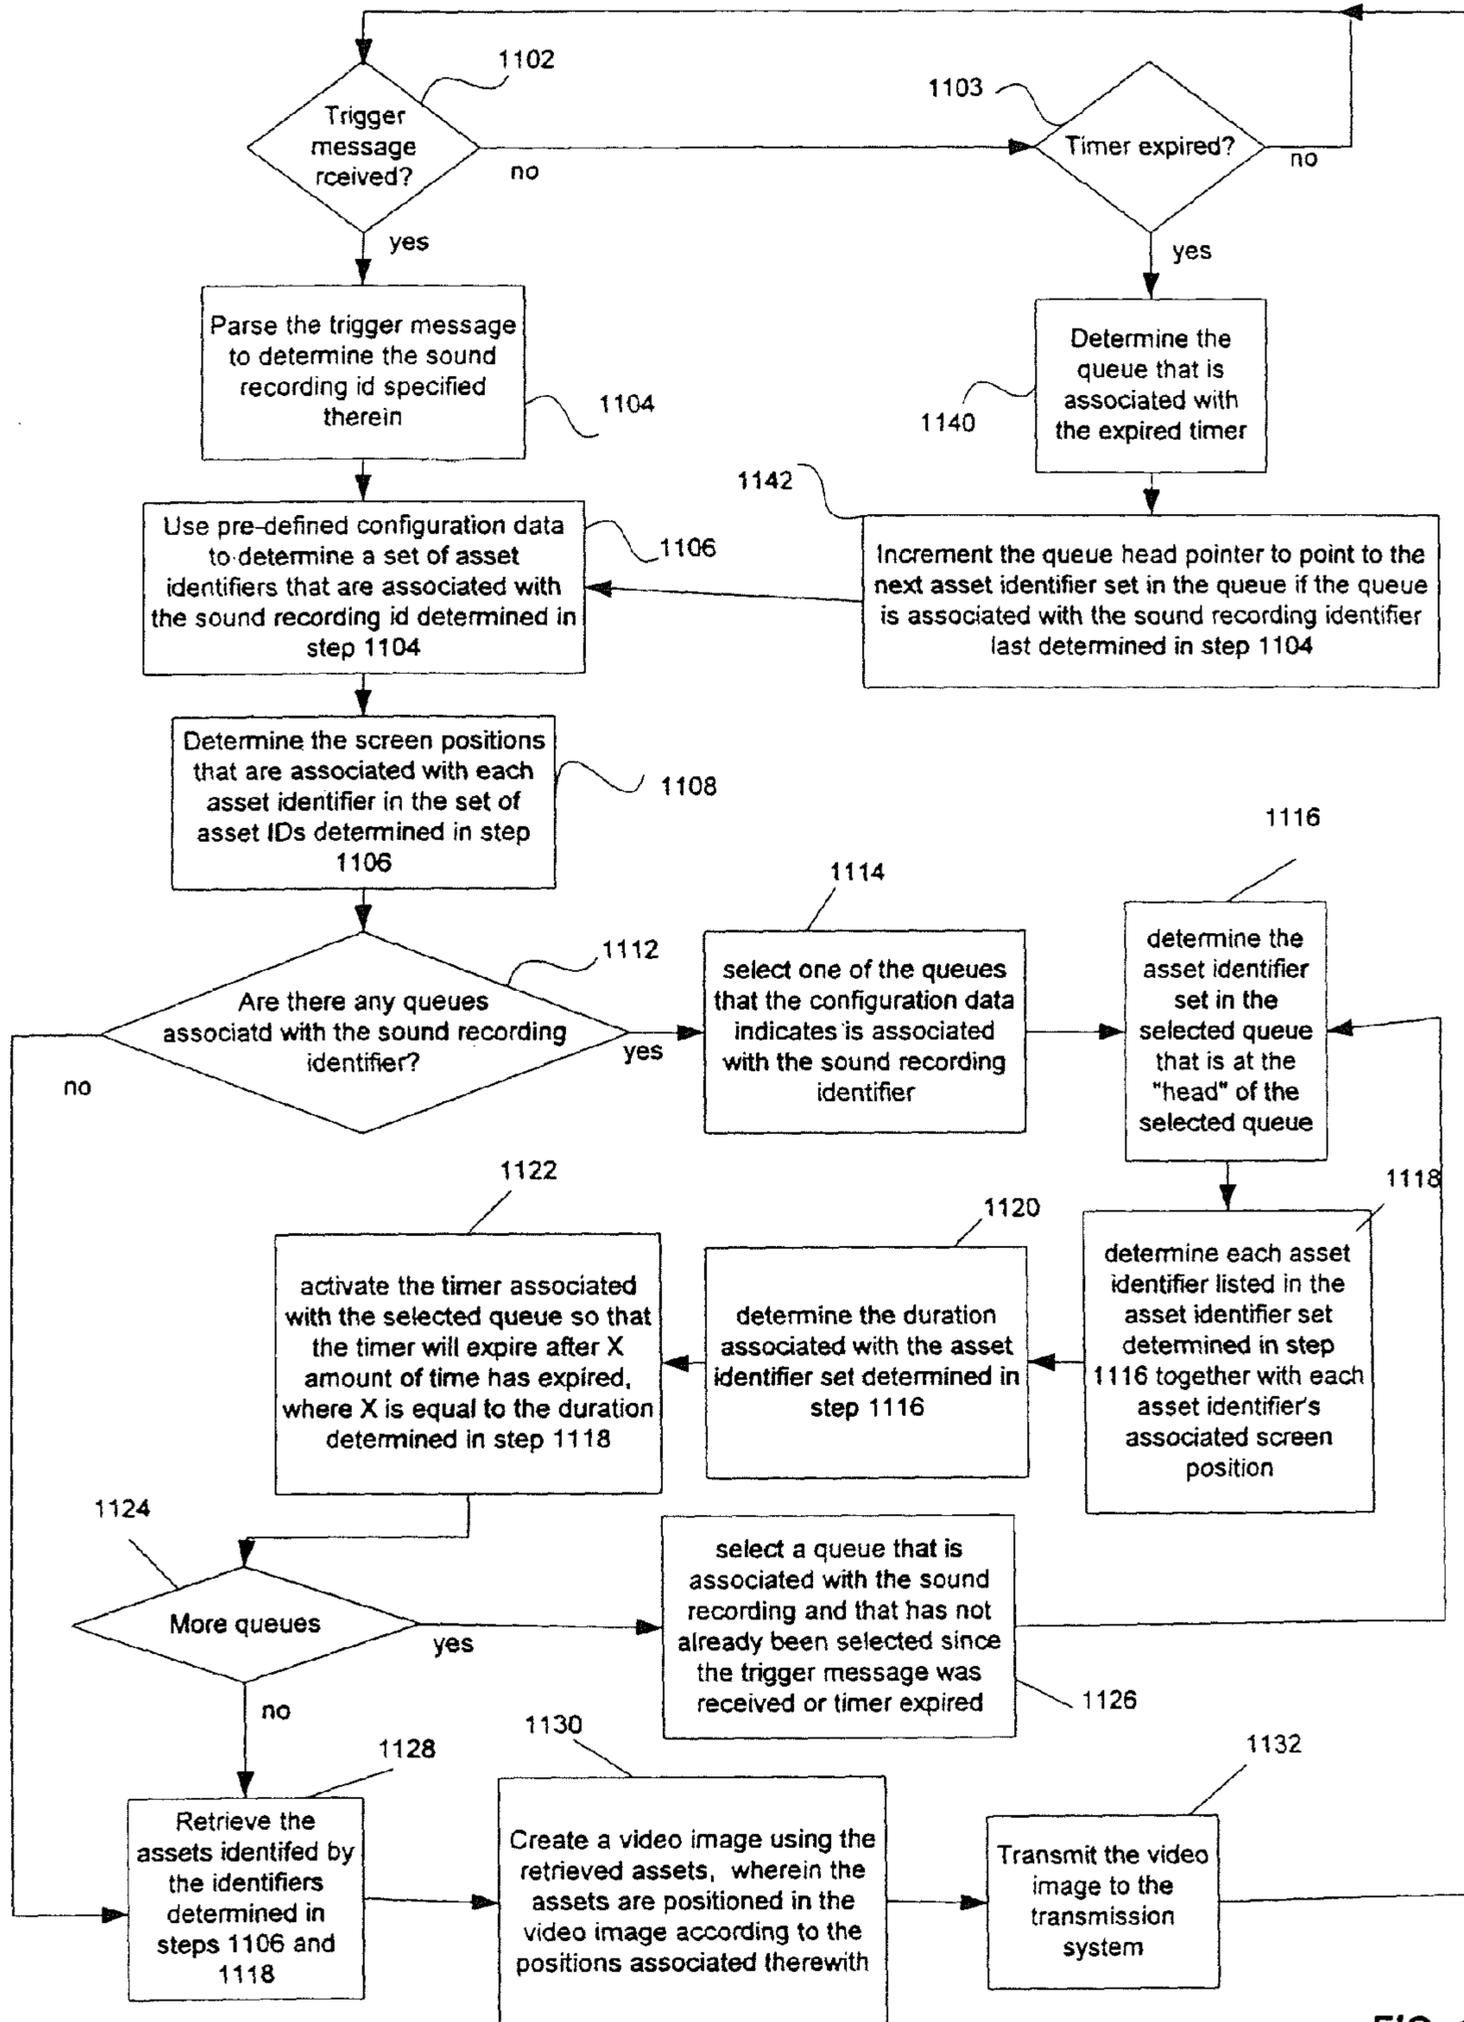 1102
Trigger
message
rceived?
no
yes
1103
Timer expired?
no
yes
Parse the trigger message
to determine the sound
recording id specified
therein
1104
Determine the
queue that is
associated with
the expired timer
1140
1142
Use pre-defined configuration data
to determine a set of asset
identifiers that are associated with
the sound recording id determined in
step 1104
1106
Increment the queue head pointer to point to the
next asset identifier set in the queue if the queue
is associated with the sound recording identifier
last determined in step 1104
Determine the screen positions
that are associated with each
asset identifier in the set of
asset IDs determined in step
1106
1108
1112
Are there any queues
associatd with the sound recording
identifier?
yes
no
1114
select one of the queues
that the configuration data
indicates is associated
with the sound recording
identifier
1116
determine the
asset identifier
set in the
selected queue
that is at the
"head" of the
selected queue
1118
determine each asset
identifier listed in the
asset identifier set
determined in step
1116 together with each
asset identifier's
associated screen
position
1120
determine the duration
associated with the asset
identifier set determined in
step 1116
1122
activate the timer associated
with the selected queue so that
the timer will expire after X
amount of time has expired,
where X is equal to the duration
determined in step 1118
1124
More queues
yes
no
select a queue that is
associated with the sound
recording and that has not
already been selected since
the trigger message was
received or timer expired
1126
1128
Retrieve the
assets identifed by
the identifiers
determined in
steps 1106 and
1118
1130
Create a video image using the
retrieved assets, wherein the
assets are positioned in the
video image according to the
positions associated therewith
1132
Transmit the video
image to the
transmission
system